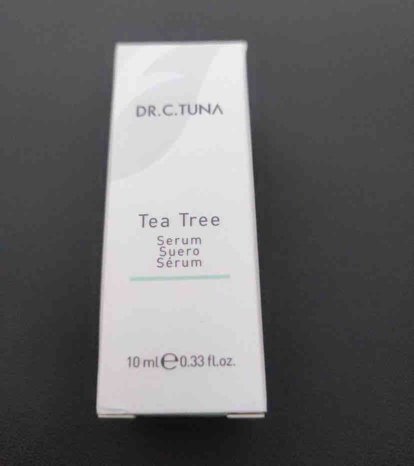 DR.C.TUNA
Tea Tree
Serum
Suero
Sérum
10 ml ℮ 0.33 fl.oz.